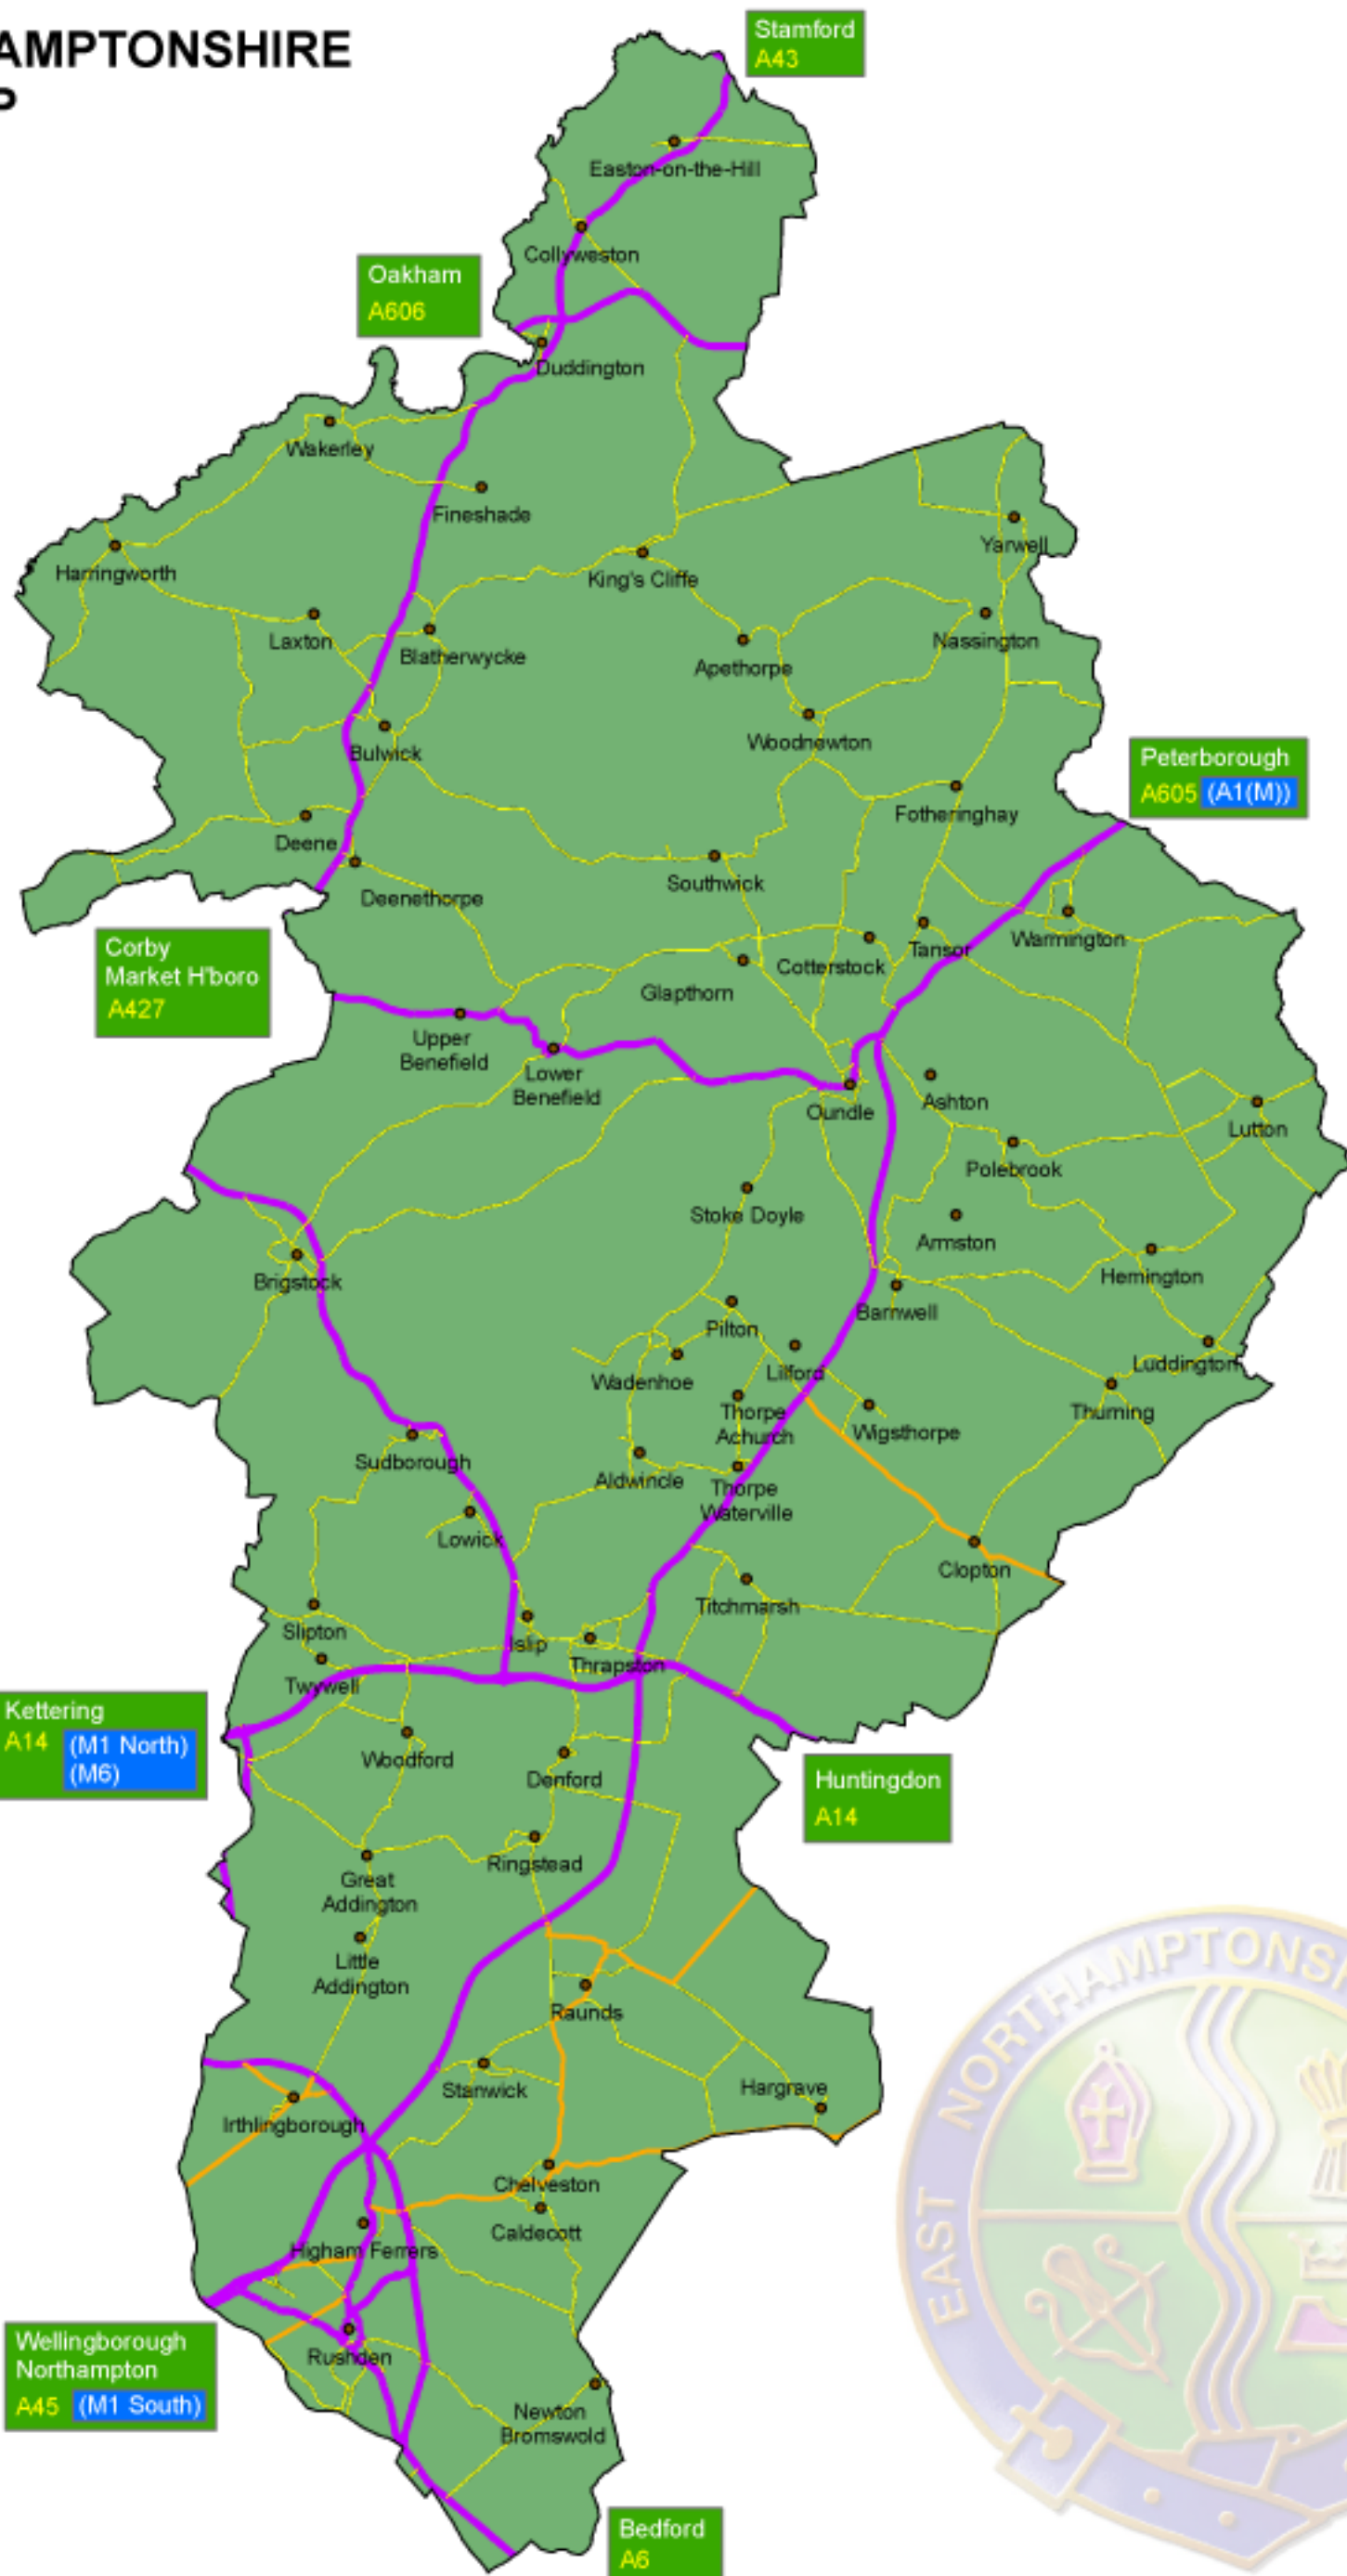 AMPTONSHIRE
P
Stamford
A43
Easton-on-the-Hill
Collyweston
Oakham
A606
Duddington
Wakerley
Fineshade
Yarwell
Harringworth
King's Cliffe
Laxton
Blatherwycke
Nassington
Apethorpe
Woodnewton
Bulwick
Peterborough
A605 (A1(M))
Fotheringhay
Deene
Southwick
Deenethorpe
Corby
Market H'boro
A427
Warmington
Tansor
Cotterstock
Glapthorn
Upper
Benefield
Lower
Benefield
Oundle
Ashton
Lutton
Polebrook
Stoke Doyle
Armston
Hemington
Brigstock
Barnwell
Pilton
Luddington
Lilford
Wadenhoe
Thorpe
Achurch
Thurning
Wigsthorpe
Sudborough
Aldwincle
Thorpe
Waterville
Lowick
Clopton
Titchmarsh
Slipton
Islip
Thrapston
Twywell
Kettering
A14 (M1 North)
(M6)
Woodford
Denford
Huntingdon
A14
Ringstead
Great
Addington
Little
Addington
Raunds
Stanwick
Hargrave
Irthlingborough
Chelveston
Caldecott
Higham Ferrers
Wellingborough
Northampton
A45 (M1 South)
Rushden
Newton
Bromswold
Bedford
A6
EAST NORTHAMPTONS